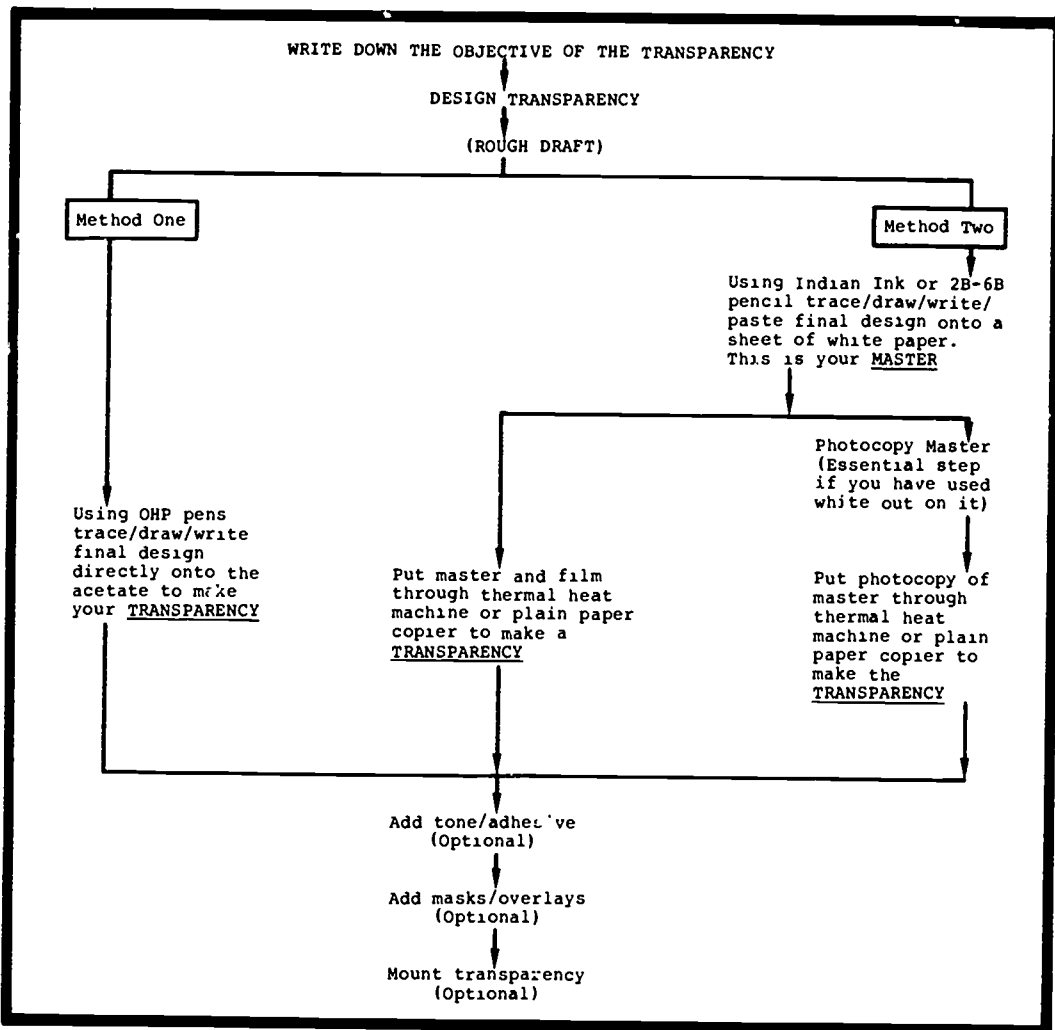 WRITE DOWN THE OBJECTIVE OF THE TRANSPARENCY
DESIGN TRANSPARENCY
(ROUGH DRAFT)
Method One
Method Two
Using Indian Ink or 2B-6B
pencil trace/draw/write/
paste final design onto a
sheet of white paper.
This is your MASTER
Photocopy Master
(Essential step
if you have used
white out on it)
Using OHP pens
trace/draw/write
final design
directly onto the
acetate to make
your TRANSPARENCY
Put master and film
through thermal heat
machine or plain paper
copier to make a
TRANSPARENCY
Put photocopy of
master through
thermal heat
machine or plain
paper copier to
make the
TRANSPARENCY
Add tone/adhesive
(Optional)
Add masks/overlays
(Optional)
Mount transparency
(Optional)